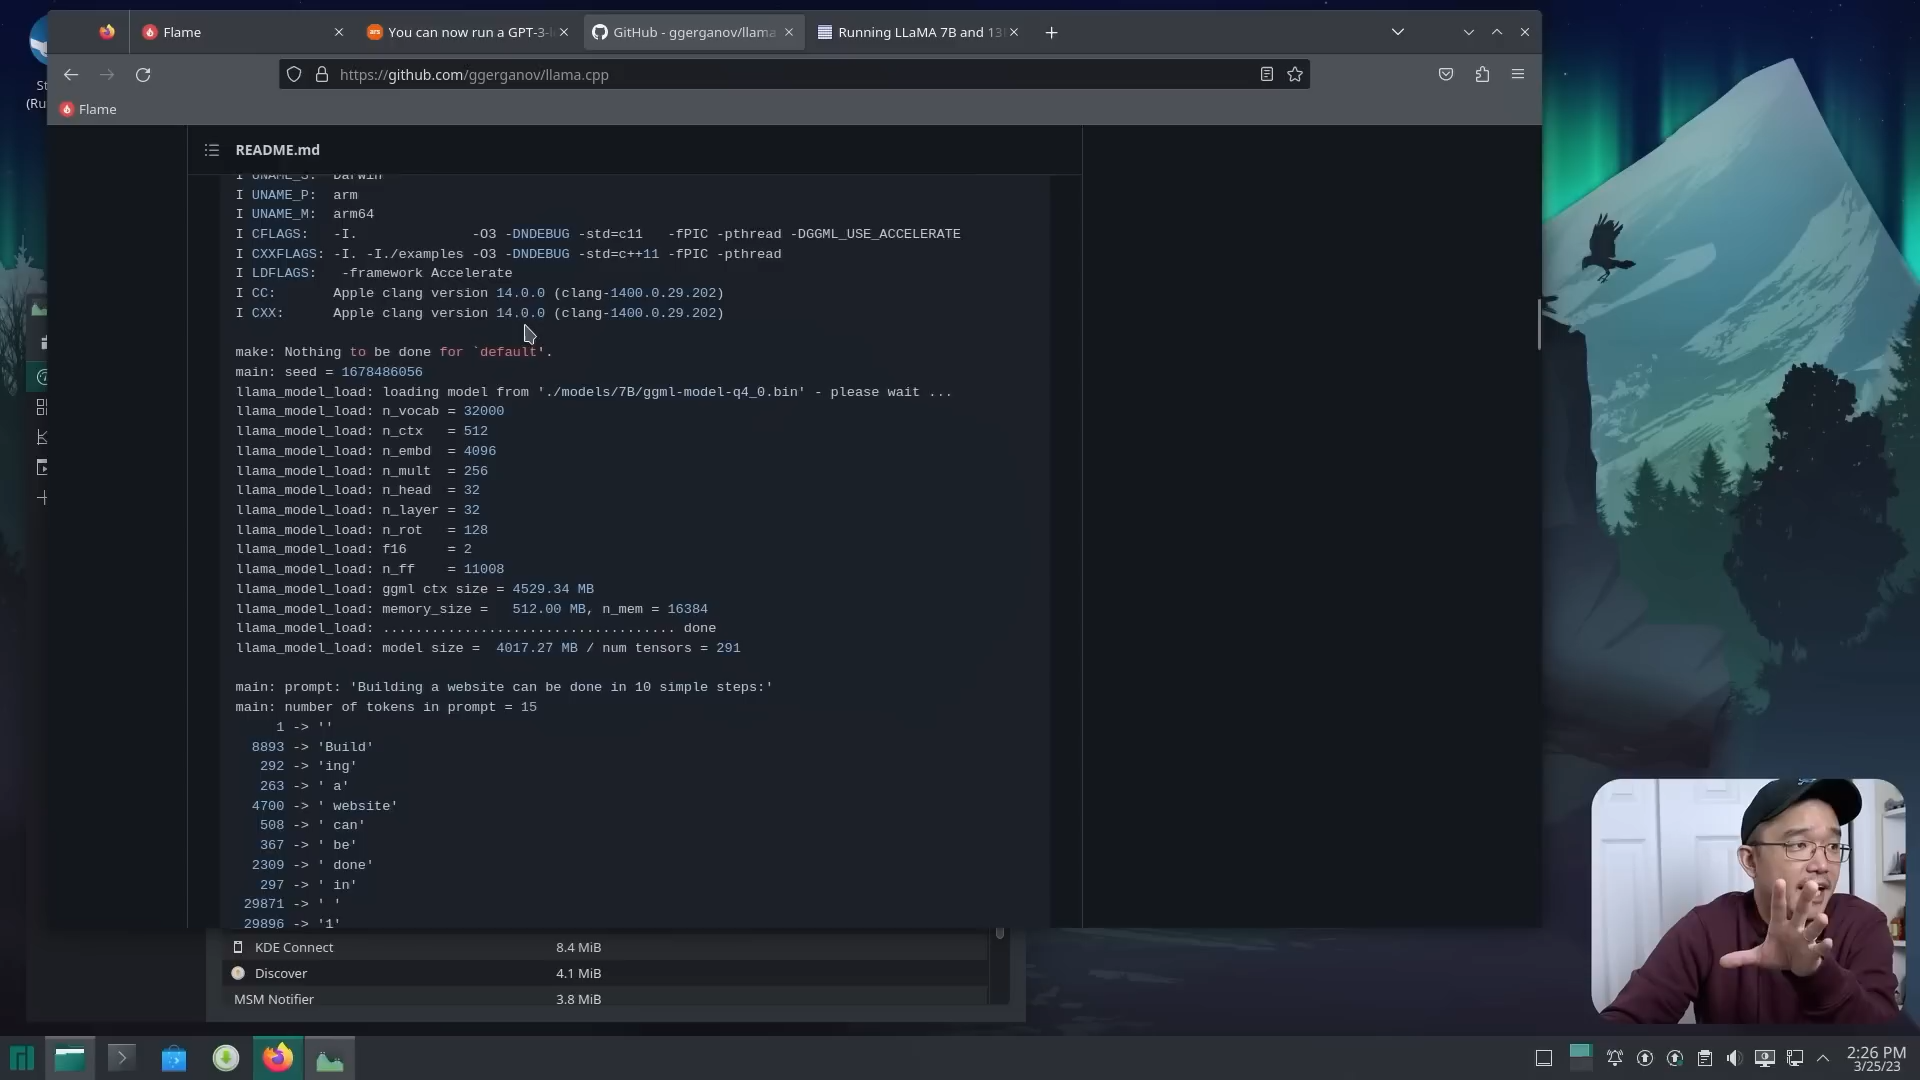 Flame
You can now run a GPT-3-l
GitHub - ggerganov/llama
Running LLaMA 7B and 13
https://github.com/ggerganov/llama.cpp
Flame
README.md
I UNAME_S:  Darwin
I UNAME_P:  arm
I UNAME_M:  arm64
I CFLAGS:   -I.              -O3 -DNDEBUG -std=c11   -fPIC -pthread -DGGML_USE_ACCELERATE
I CXXFLAGS: -I. -I./examples -O3 -DNDEBUG -std=c++11 -fPIC -pthread
I LDFLAGS:   -framework Accelerate
I CC:       Apple clang version 14.0.0 (clang-1400.0.29.202)
I CXX:      Apple clang version 14.0.0 (clang-1400.0.29.202)
make: Nothing to be done for `default'.
main: seed = 1678486056
llama_model_load: loading model from './models/7B/ggml-model-q4_0.bin' - please wait ...
llama_model_load: n_vocab = 32000
llama_model_load: n_ctx   = 512
llama_model_load: n_embd  = 4096
llama_model_load: n_mult  = 256
llama_model_load: n_head  = 32
llama_model_load: n_layer = 32
llama_model_load: n_rot   = 128
llama_model_load: f16     = 2
llama_model_load: n_ff    = 11008
llama_model_load: ggml ctx size = 4529.34 MB
llama_model_load: memory_size =   512.00 MB, n_mem = 16384
llama_model_load: .................................... done
llama_model_load: model size =  4017.27 MB / num tensors = 291
main: prompt: 'Building a website can be done in 10 simple steps:'
main: number of tokens in prompt = 15
1 -> ''
8893 -> 'Build'
292 -> 'ing'
263 -> ' a'
4700 -> ' website'
508 -> ' can'
367 -> ' be'
2309 -> ' done'
297 -> ' in'
29871 -> ' '
29896 -> '1'
KDE Connect 8.4 MiB
Discover 4.1 MiB
MSM Notifier 3.8 MiB
2:26 PM
3/25/23